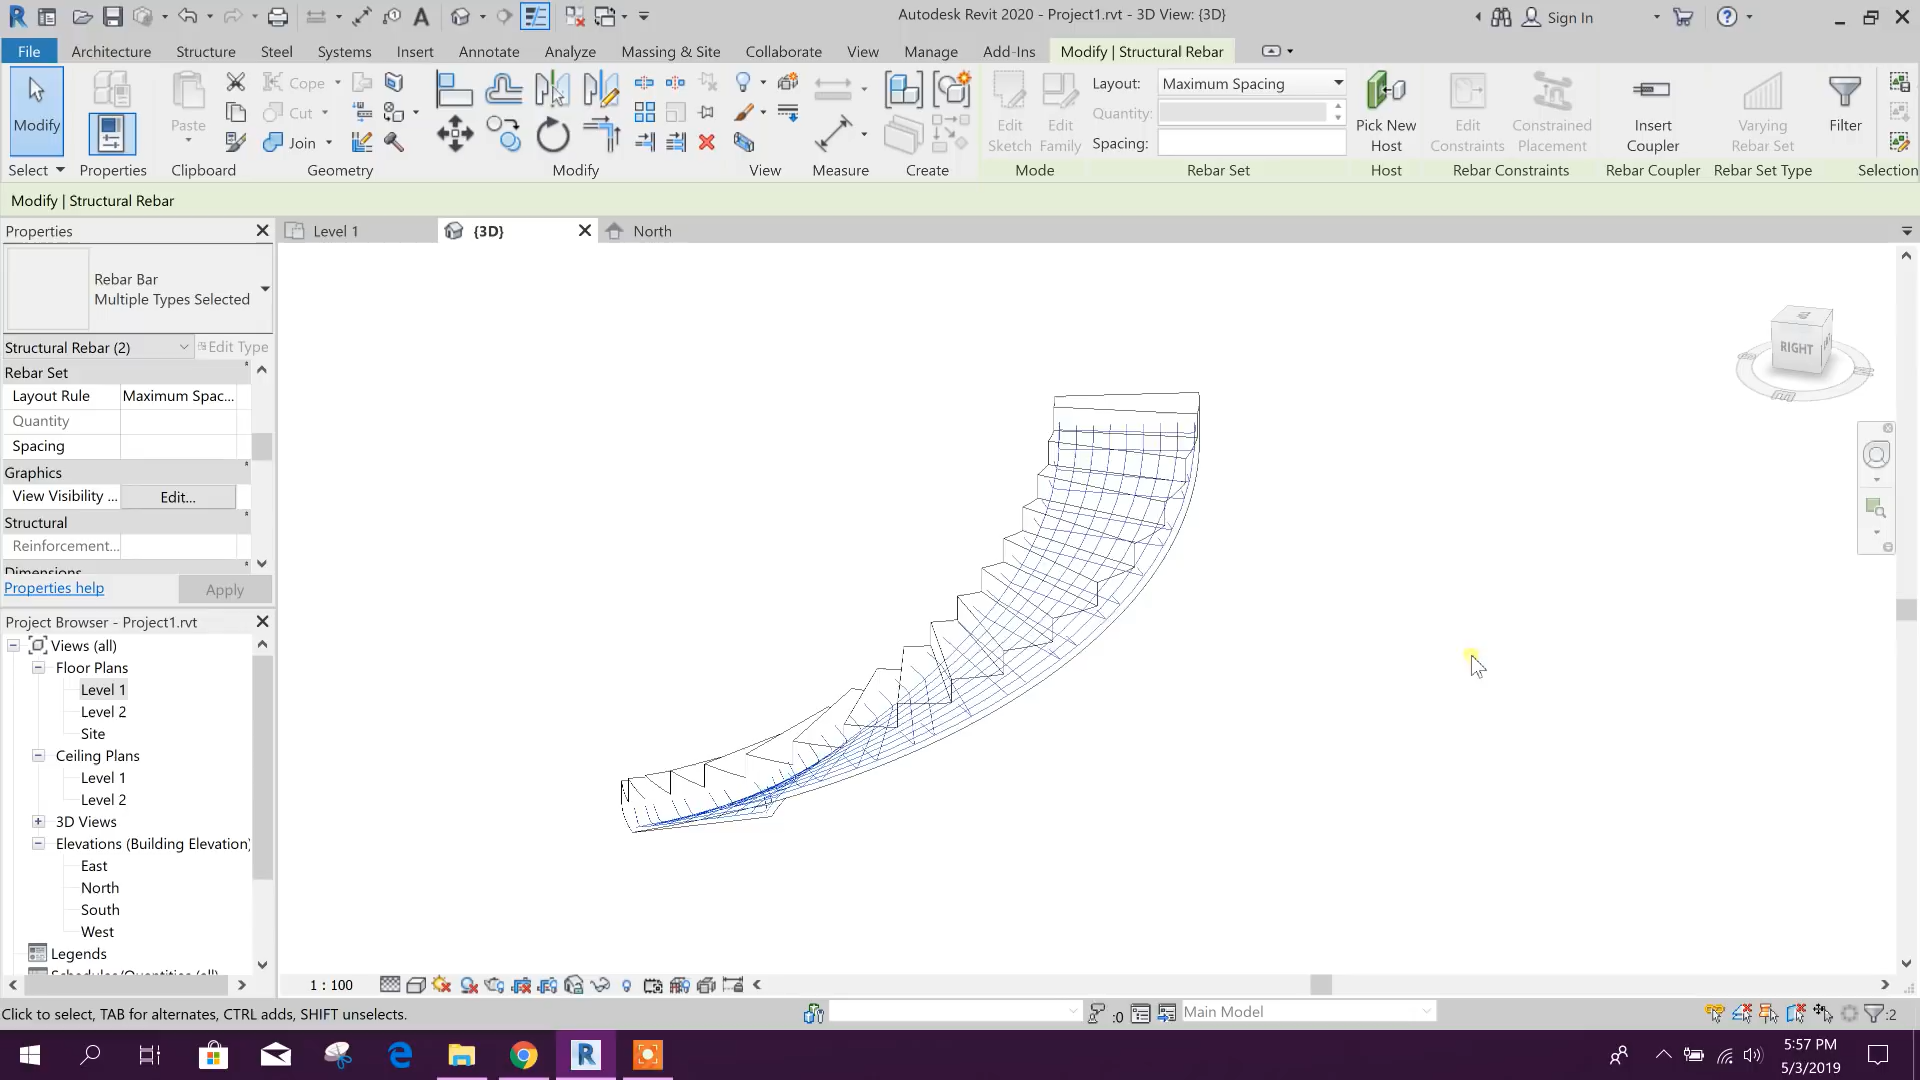 Autodesk Revit 2020 - Project1.rvt - 3D View: {3D}
Sign In
File
Architecture
Structure
Steel
Systems
Insert
Annotate
Analyze
Massing & Site
Collaborate
View
Manage
Add-Ins
Modify | Structural Rebar
Modify
Paste
Cope
Cut
Join
Edit Sketch
Edit Family
Layout: Maximum Spacing
Quantity:
Spacing:
Pick New Host
Edit Constraints
Constrained Placement
Insert Coupler
Varying Rebar Set
Filter
Select
Properties
Clipboard
Geometry
Modify
View
Measure
Create
Mode
Rebar Set
Host
Rebar Constraints
Rebar Coupler
Rebar Set Type
Selection
Modify | Structural Rebar
Properties
Level 1
{3D}
North
Rebar Bar
Multiple Types Selected
Structural Rebar (2)
Edit Type
Rebar Set
Layout Rule
Maximum Spac...
Quantity
Spacing
Graphics
View Visibility ...
Edit...
Structural
Reinforcement...
Dimensions
Properties help
Apply
RIGHT
Project Browser - Project1.rvt
Views (all)
Floor Plans
Level 1
Level 2
Site
Ceiling Plans
Level 1
Level 2
3D Views
Elevations (Building Elevation)
East
North
South
West
Legends
Schedules/Quantities (all)
1 : 100
Click to select, TAB for alternates, CTRL adds, SHIFT unselects.
:0
Main Model
:2
5:57 PM
5/3/2019